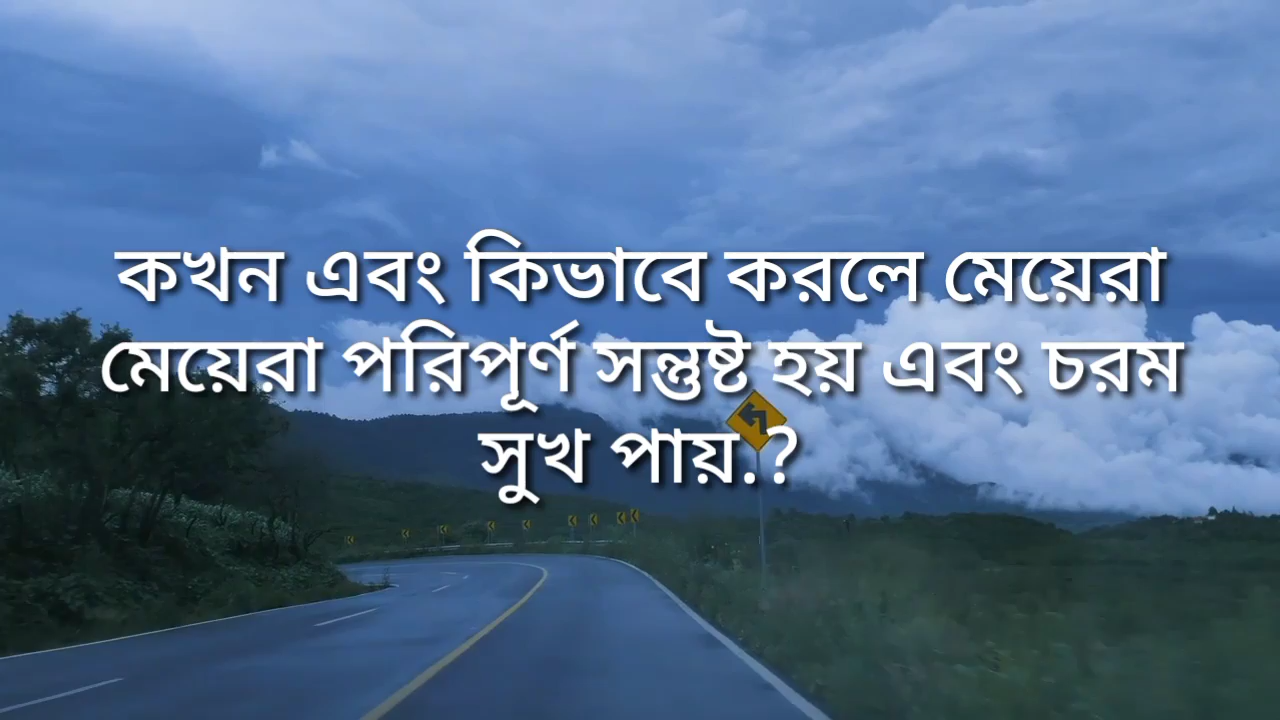 কখন এবং কিভাবে করলে মেয়েরা
মেয়েরা পরিপূর্ণ সন্তুষ্ট হয় এবং চরম
সুখ পায়.?